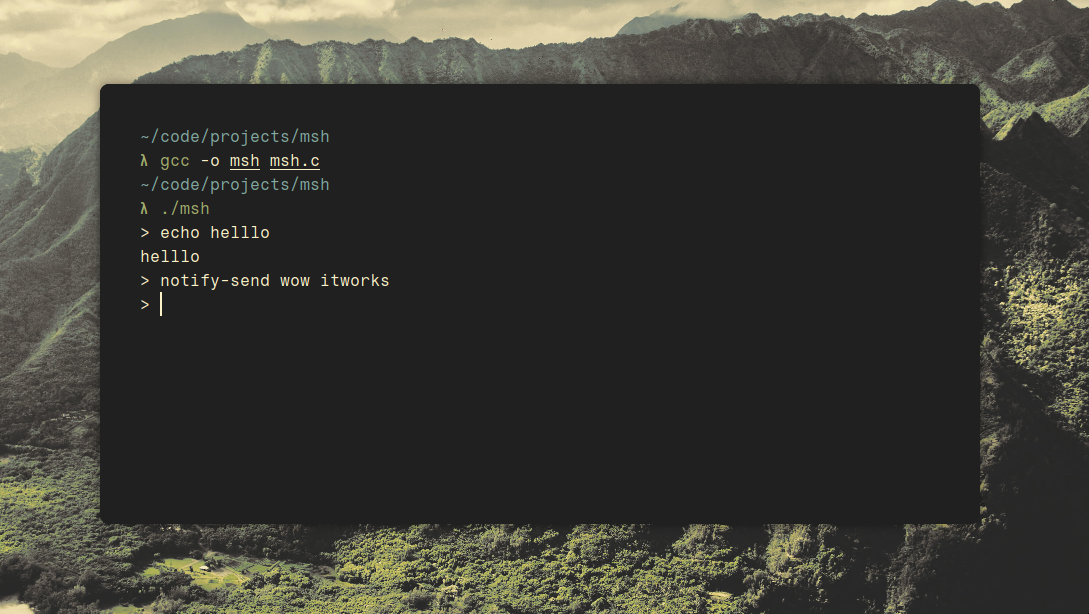 ~/code/projects/msh
λ gcc -o msh msh.c
~/code/projects/msh
λ ./msh
> echo helllo
helllo
> notify-send wow itworks
>